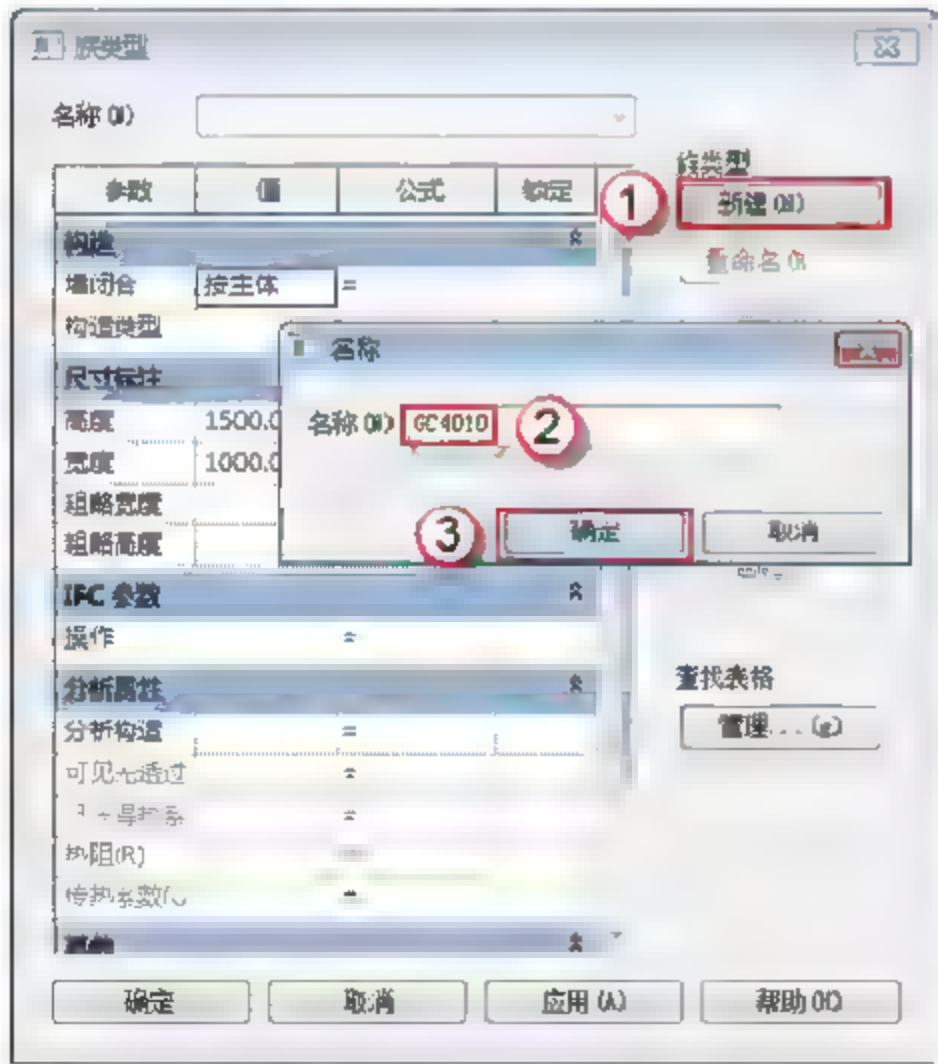 族类型
名称(N)
族类型
参数 值 公式 锁定
1 新建(N)
构造
重命名(R
墙闭合 按主体 =
构造类型
名称
尺寸标注
高度 1500.0
名称(N) GC4010 2
宽度 1000.0
粗略宽度
3 确定 取消
粗略高度
IFC 参数
操作 =
分析属性
查找表格
分析构造 =
管理...(g)
可见光透过 =
=
热阻(R)
传热系数(U =
其他
确定 取消 应用(A) 帮助(H)